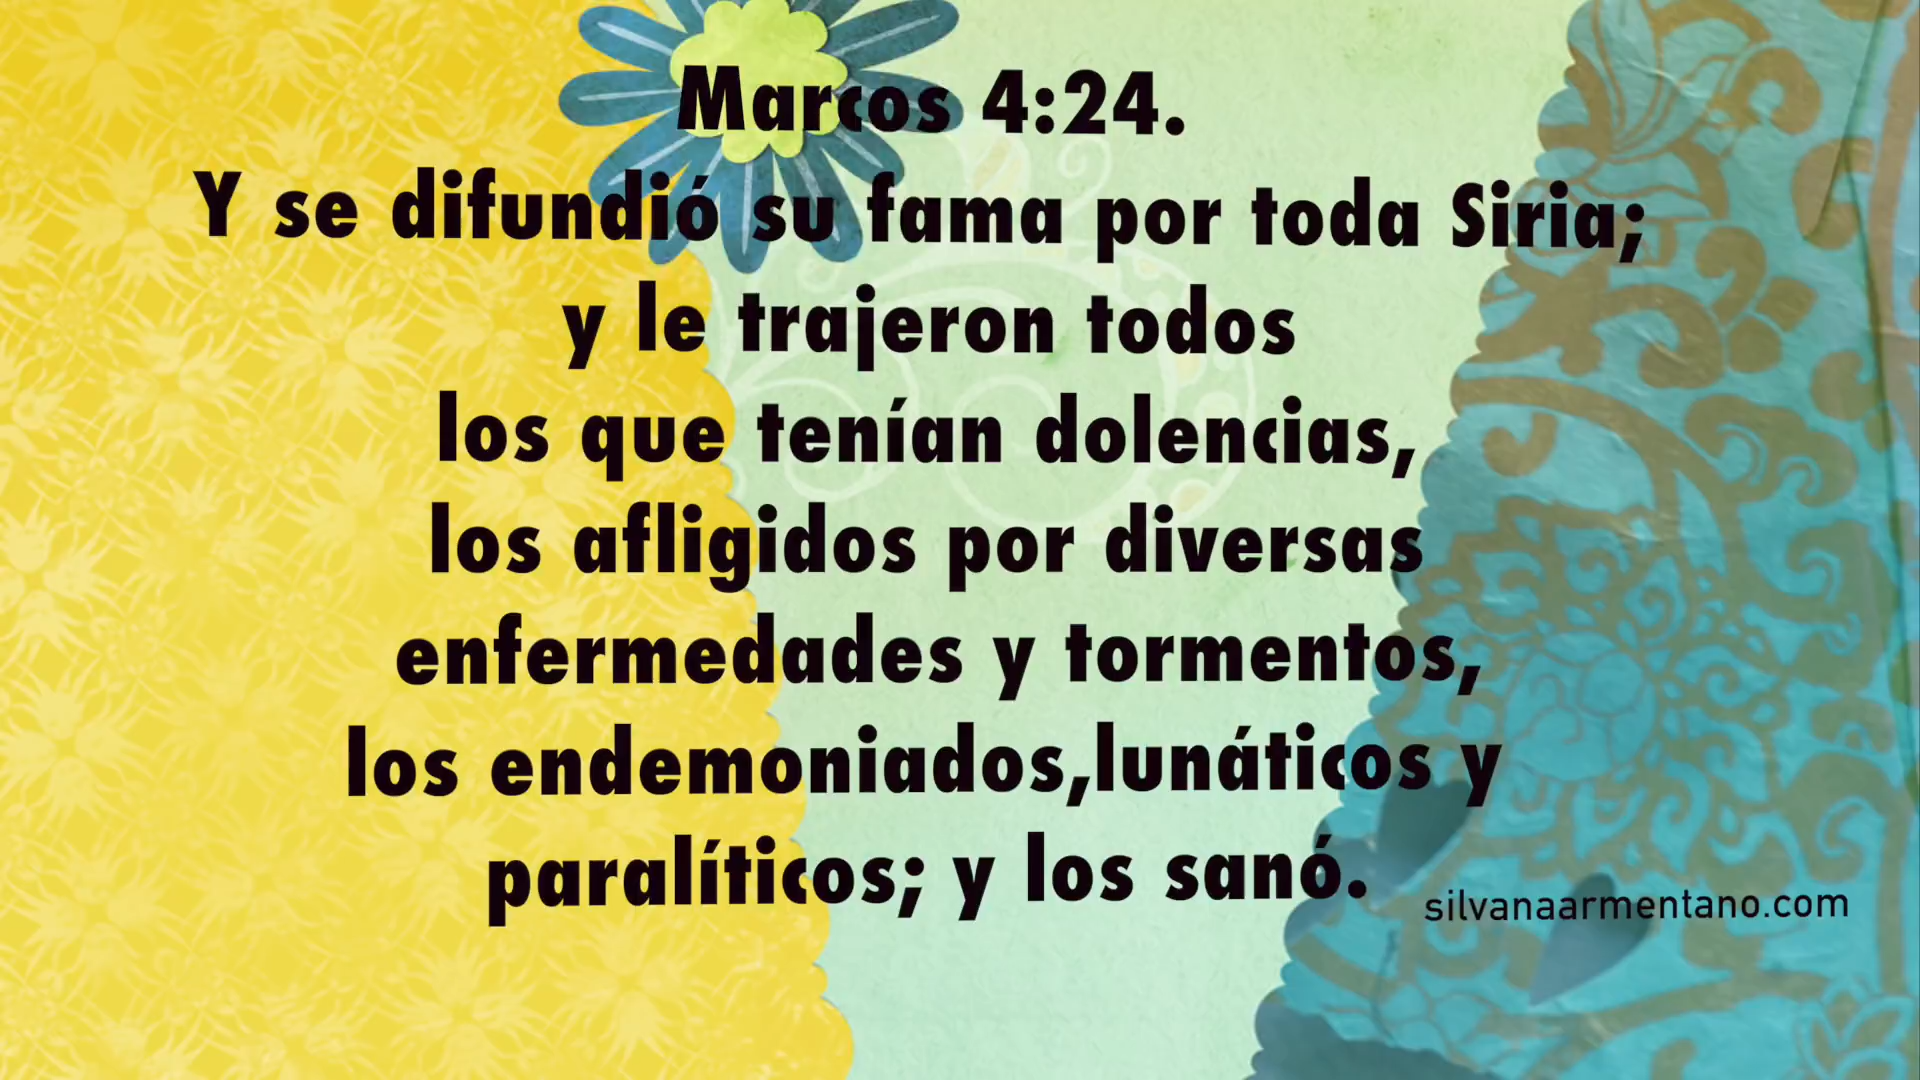 Marcos 4:24.
Y se difundió su fama por toda Siria;
y le trajeron todos
los que tenían dolencias,
los afligidos por diversas
enfermedades y tormentos,
los endemoniados,lunáticos y
paralíticos; y los sanó.
silvanaarmentano.com